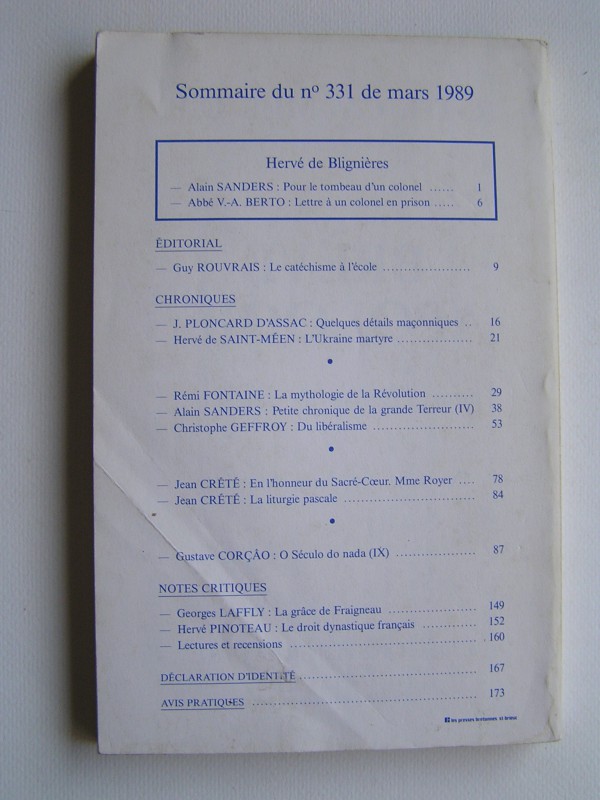 Sommaire du nº 331 de mars 1989
Hervé de Blignières
— Alain SANDERS : Pour le tombeau d'un colonel ...... 1
— Abbé V.-A. BERTO : Lettre à un colonel en prison ..... 6
ÉDITORIAL
— Guy ROUVRAIS : Le catéchisme à l'école ..................... 9
CHRONIQUES
— J. PLONCARD D'ASSAC : Quelques détails maçonniques .. 16
— Hervé de SAINT-MÉEN : L'Ukraine martyre .................. 21
•
— Rémi FONTAINE : La mythologie de la Révolution .......... 29
— Alain SANDERS : Petite chronique de la grande Terreur (IV) 38
— Christophe GEFFROY : Du libéralisme .......................... 53
•
— Jean CRÉTÉ : En l'honneur du Sacré-Cœur. Mme Royer .... 78
— Jean CRÉTÉ : La liturgie pascale ................................ 84
•
— Gustave CORÇÂO : O Século do nada (IX) ................... 87
NOTES CRITIQUES
— Georges LAFFLY : La grâce de Fraigneau ..................... 149
— Hervé PINOTEAU : Le droit dynastique français ............. 152
— Lectures et recensions ............................................. 160
DÉCLARATION D'IDENTITÉ ........................................... 167
AVIS PRATIQUES ..................................................... 173
les presses bretonnes st-brieuc